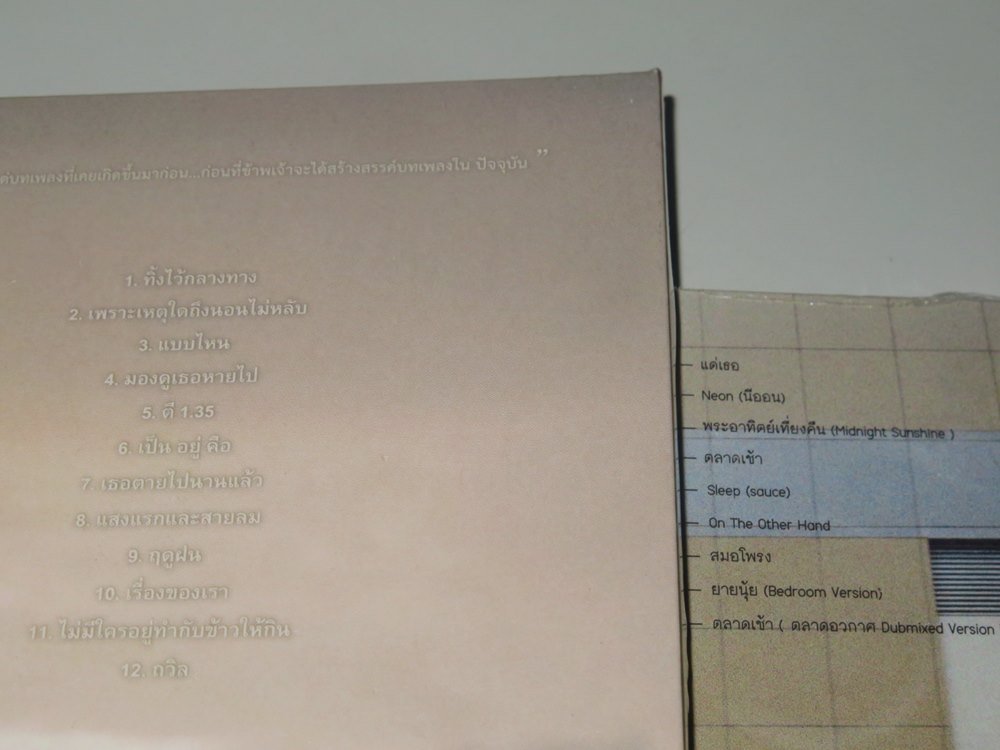 บทเพลงที่เคยเกิดขึ้นมาก่อน...ก่อนที่ข้าพเจ้าจะได้สร้างสรรค์บทเพลงใน ปัจจุบัน ”
1. ทิ้งไว้กลางทาง
2. เพราะเหตุใดถึงนอนไม่หลับ
3. แบบไหน
4. มองดูเธอหายไป
5. ตี 1.35
6. เป็น อยู่ คือ
7. เธอตายไปนานแล้ว
8. แสงแรกและสายลม
9. ฤดูฝน
10. เรื่องของเรา
11. ไม่มีใครอยู่ทำกับข้าวให้กิน
12. ถวิล
แด่เธอ
Neon (นีออน)
พระอาทิตย์เที่ยงคืน (Midnight Sunshine )
ตลาดเช้า
Sleep (sauce)
On The Other Hand
สมอโพรง
ยายนุ้ย (Bedroom Version)
ตลาดเช้า ( ตลาดอวกาศ Dubmixed Version